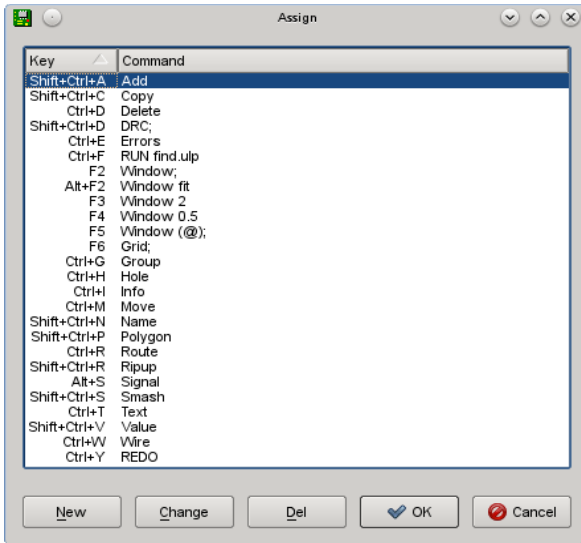 Assign
Key Command
Shift+Ctrl+A Add
Shift+Ctrl+C Copy
Ctrl+D Delete
Shift+Ctrl+D DRC;
Ctrl+E Errors
Ctrl+F RUN find.ulp
F2 Window;
Alt+F2 Window fit
F3 Window 2
F4 Window 0.5
F5 Window (@);
F6 Grid;
Ctrl+G Group
Ctrl+H Hole
Ctrl+I Info
Ctrl+M Move
Shift+Ctrl+N Name
Shift+Ctrl+P Polygon
Ctrl+R Route
Shift+Ctrl+R Ripup
Alt+S Signal
Shift+Ctrl+S Smash
Ctrl+T Text
Shift+Ctrl+V Value
Ctrl+W Wire
Ctrl+Y REDO
New Change Del OK Cancel